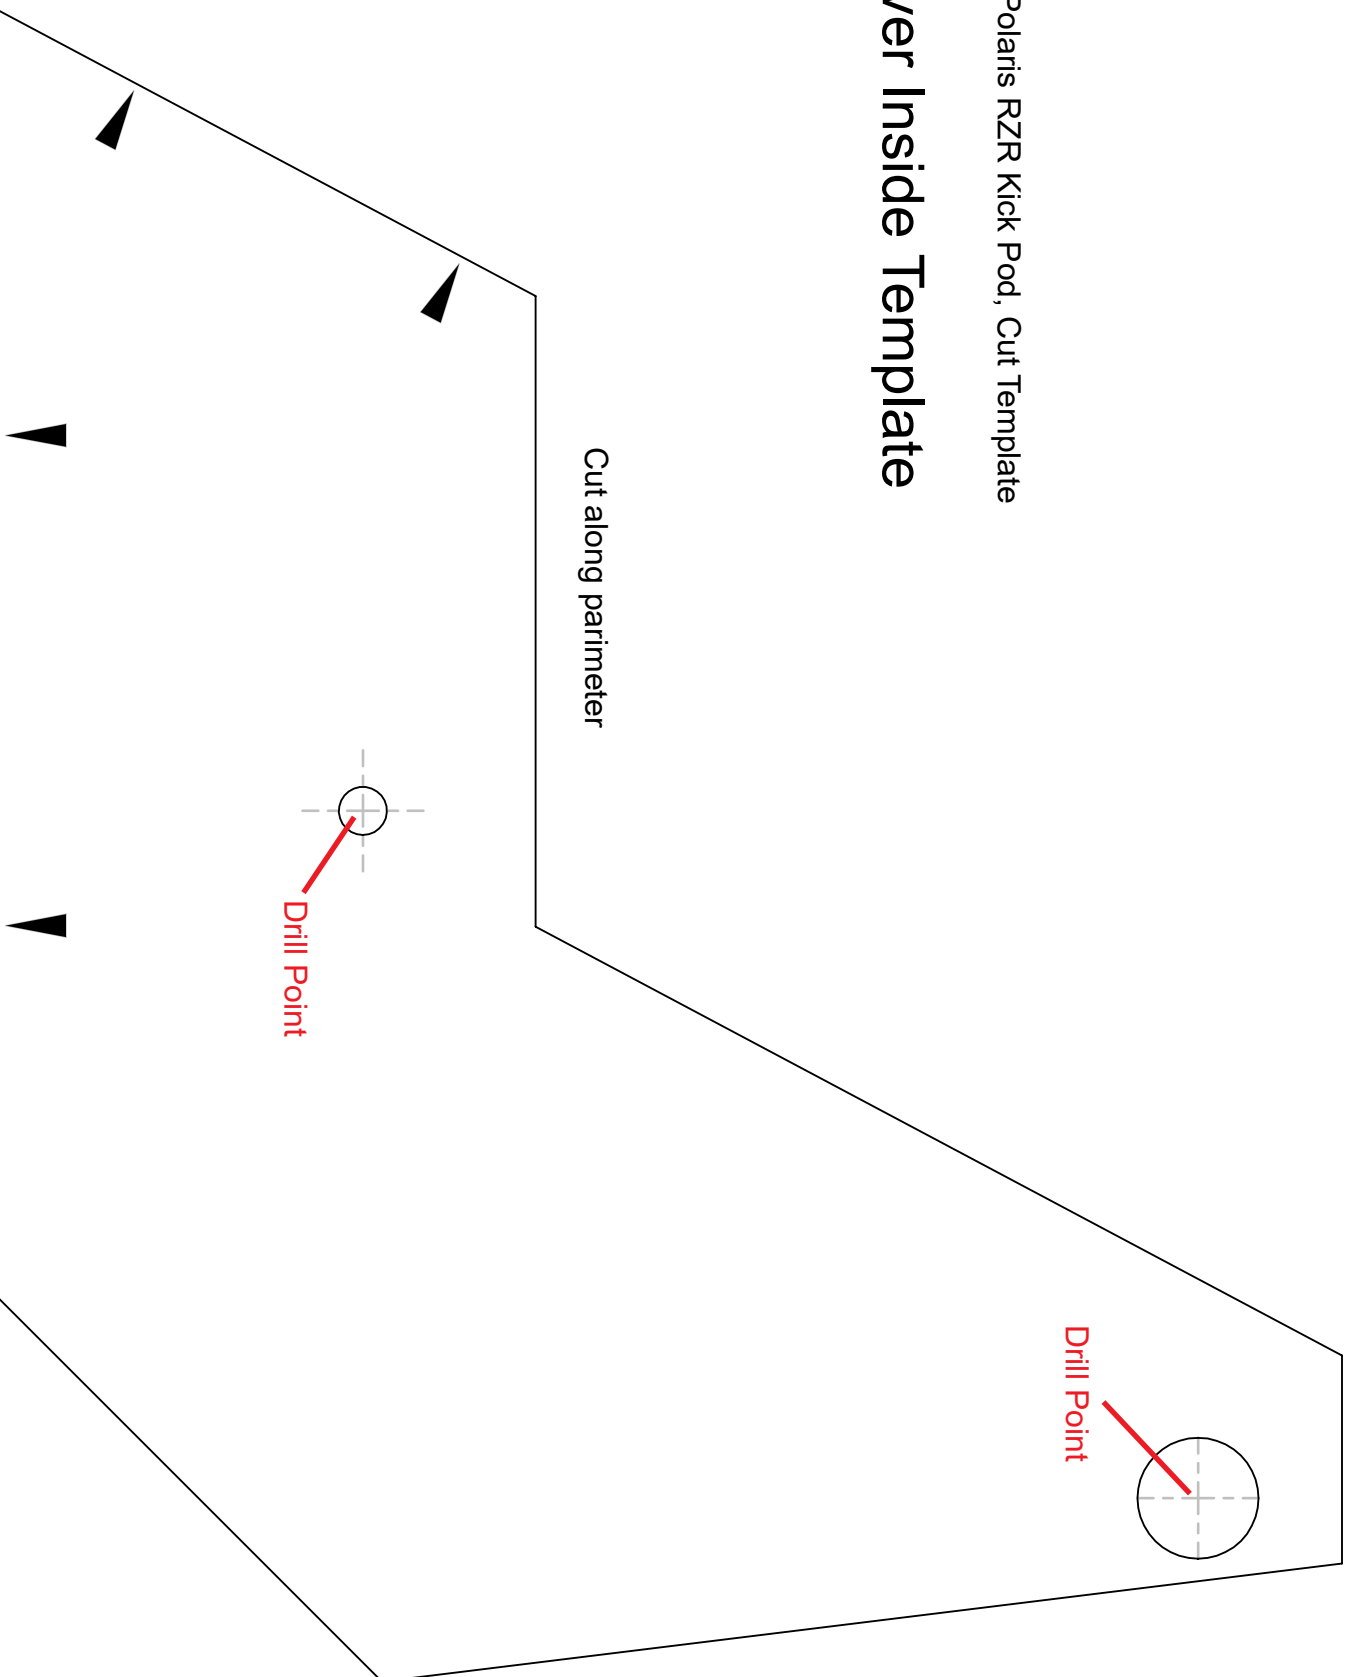 Polaris RZR Kick Pod, Cut Template
ver Inside Template
Cut along parimeter
Drill Point
Drill Point